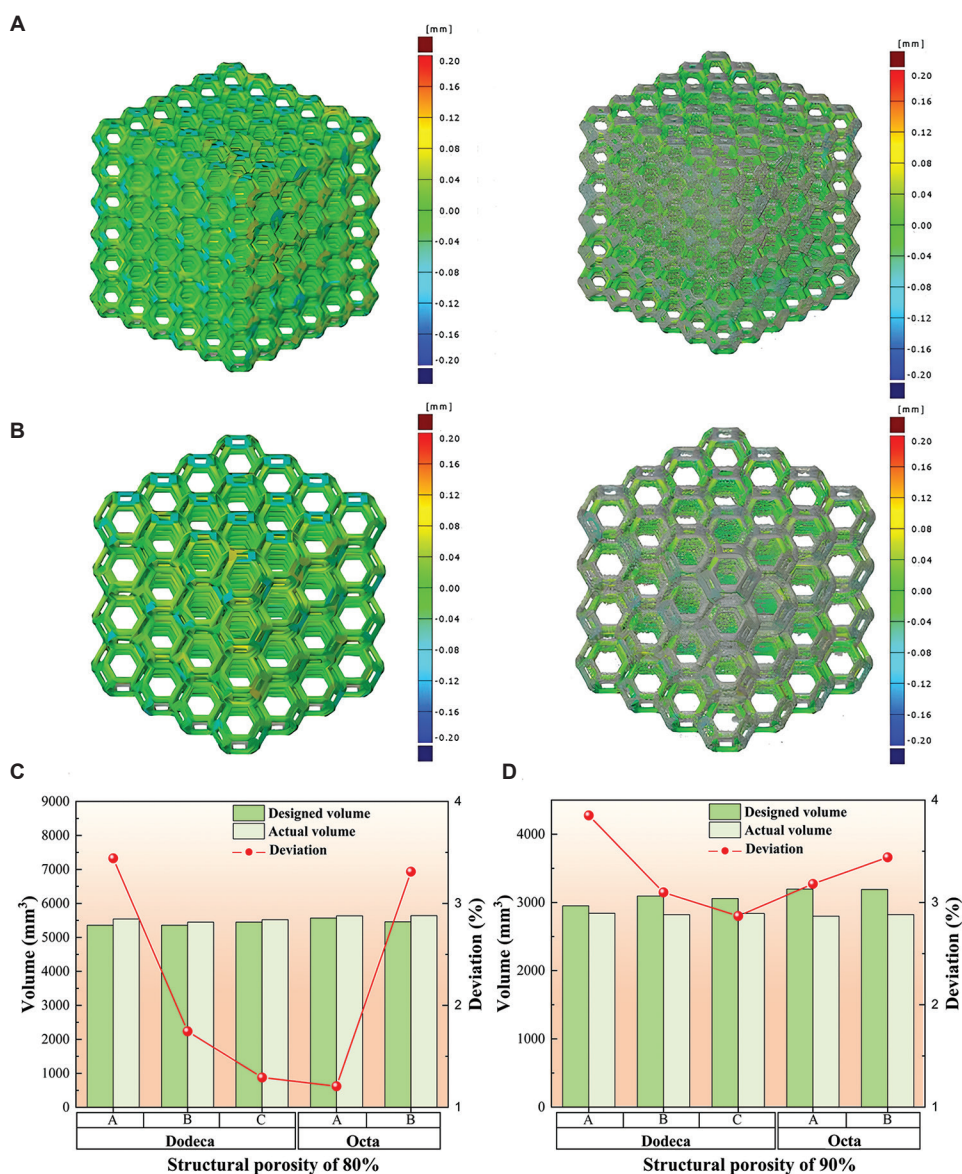 A
[mm]
0.20
0.16
0.12
0.08
0.04
0.00
-0.04
-0.08
-0.12
-0.16
-0.20
[mm]
0.20
0.16
0.12
0.08
0.04
0.00
-0.04
-0.08
-0.12
-0.16
-0.20
B
[mm]
0.20
0.16
0.12
0.08
0.04
0.00
-0.04
-0.08
-0.12
-0.16
-0.20
[mm]
0.20
0.16
0.12
0.08
0.04
0.00
-0.04
-0.08
-0.12
-0.16
-0.20
C
9000
8000
7000
6000
5000
4000
3000
2000
1000
0
Volume (mm³)
Designed volume
Actual volume
Deviation
4
3
2
1
Deviation (%)
A B C A B
Dodeca Octa
Structural porosity of 80%
D
4000
3000
2000
1000
0
Volume (mm³)
Designed volume
Actual volume
Deviation
4
3
2
1
Deviation (%)
A B C A B
Dodeca Octa
Structural porosity of 90%